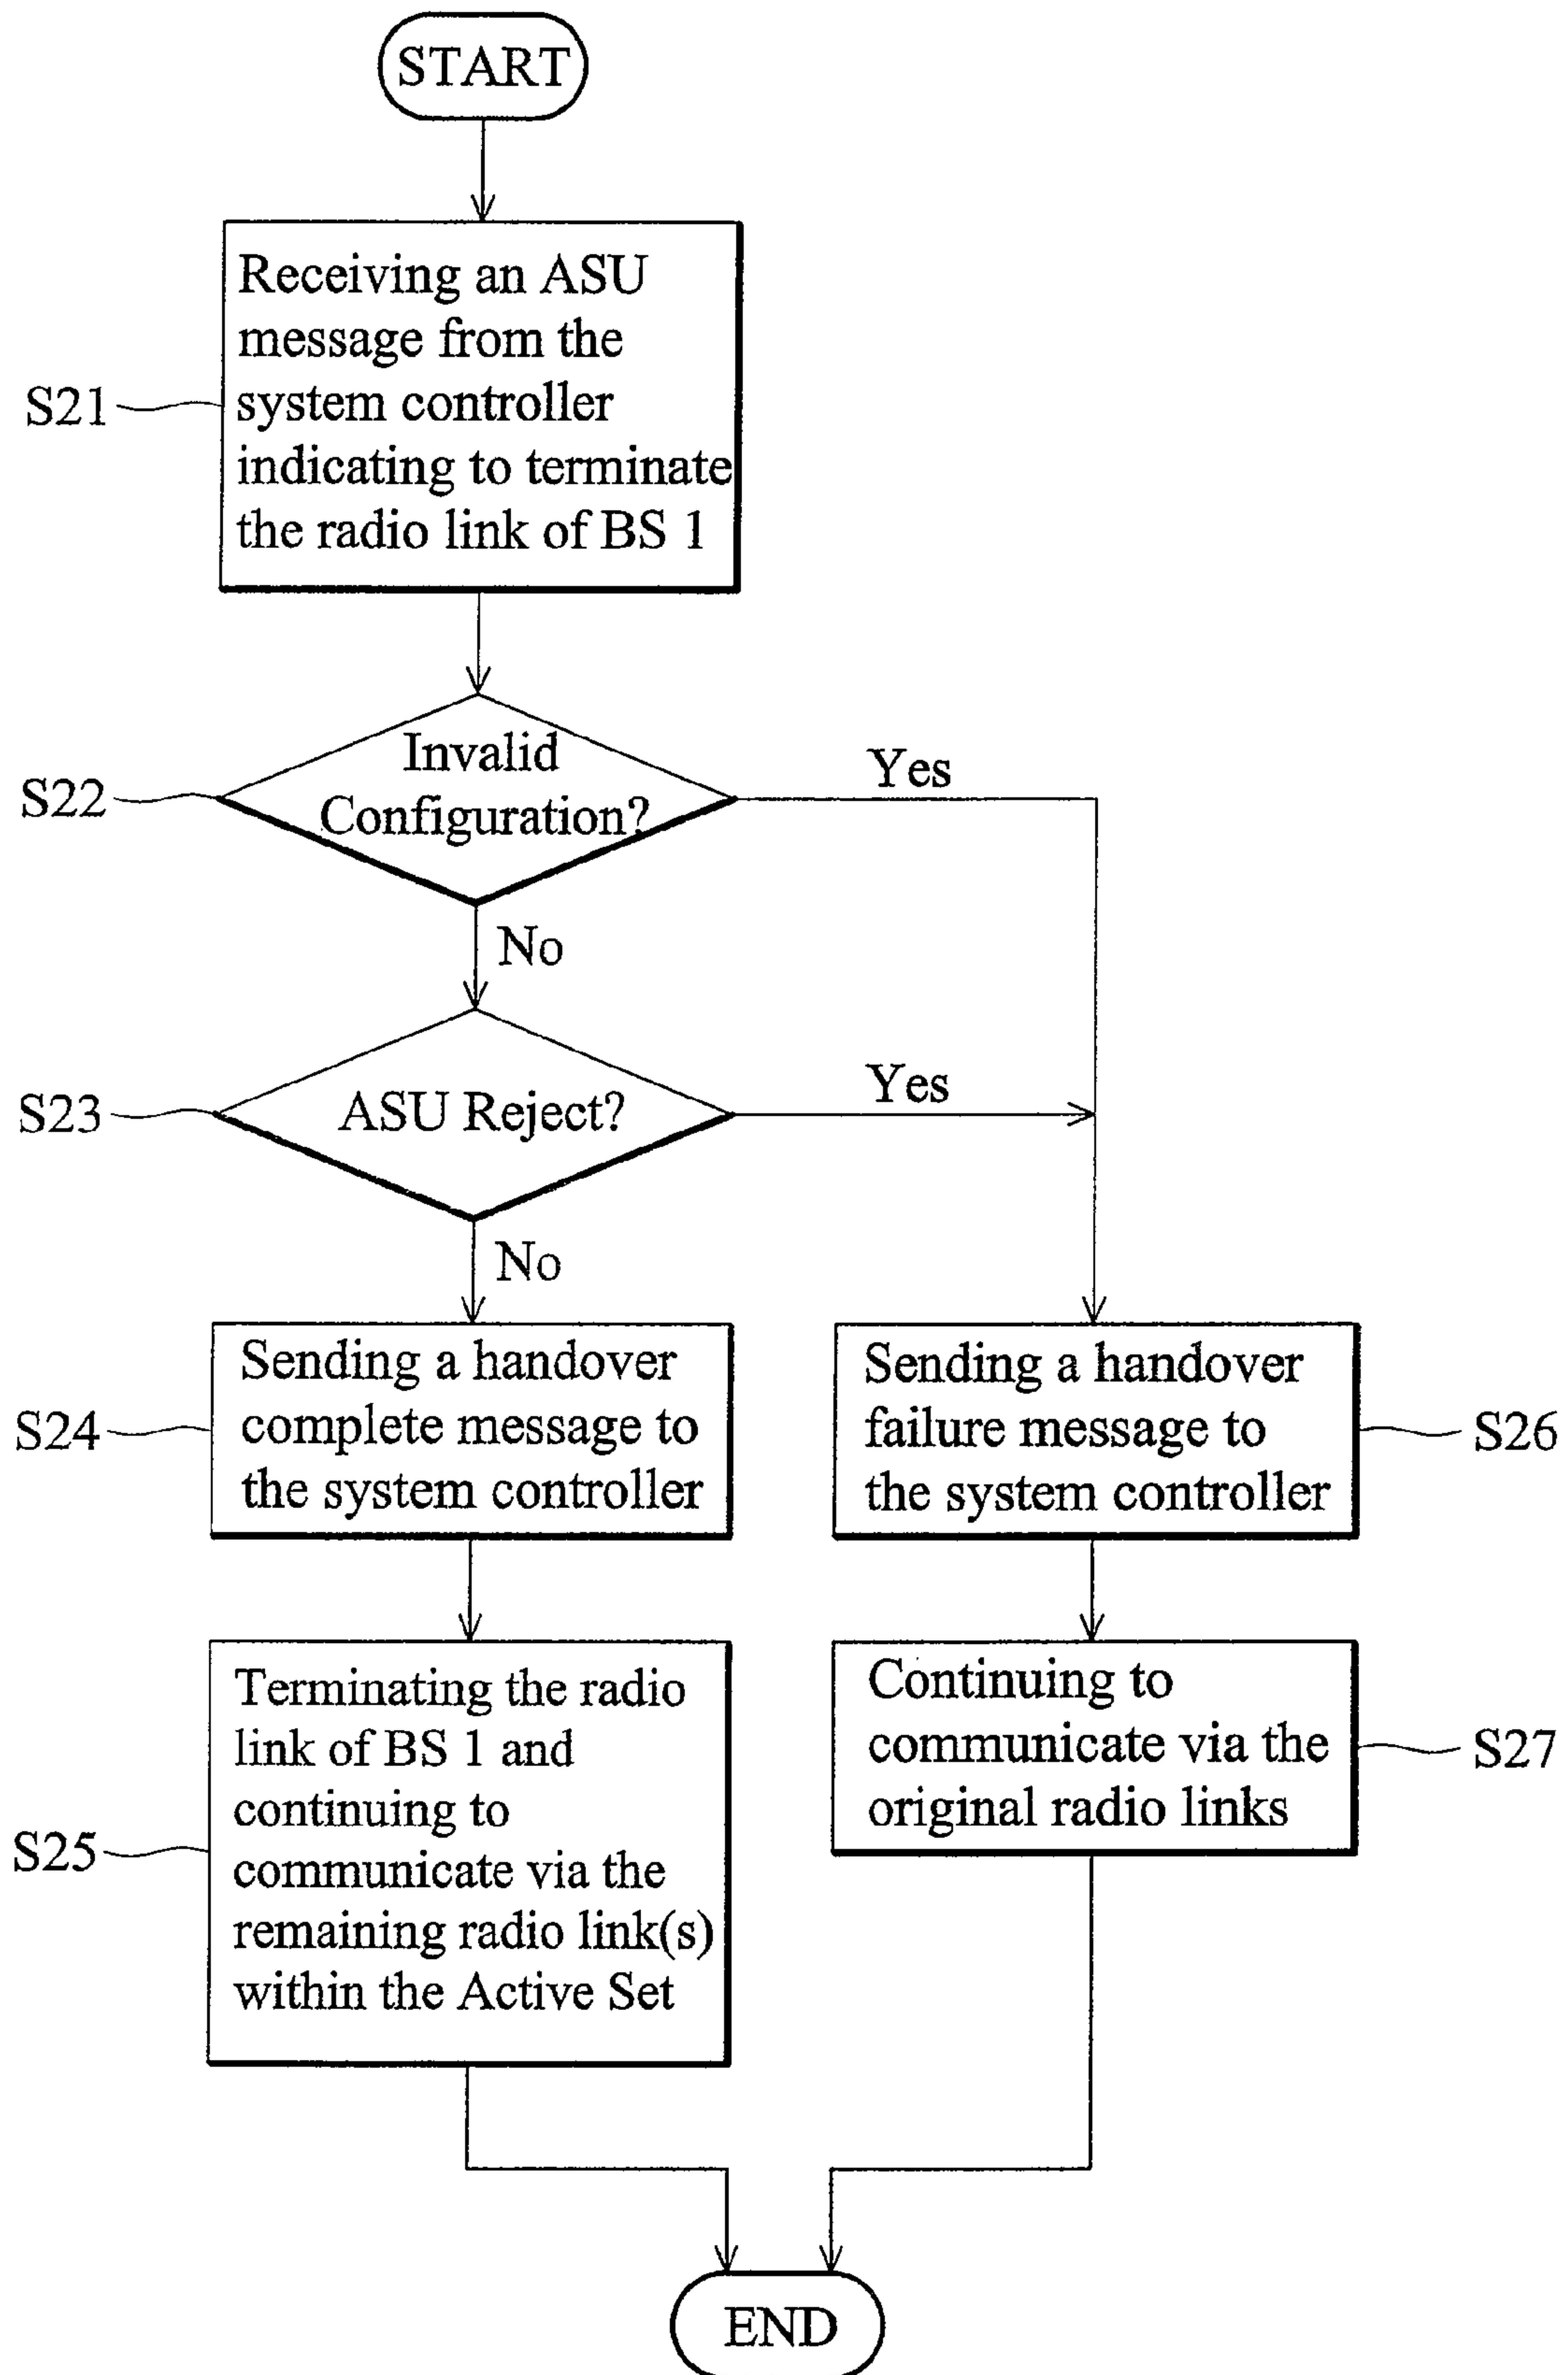 START
S21
Receiving an ASU
message from the
system controller
indicating to terminate
the radio link of BS 1
S22
Invalid
Configuration?
Yes
No
S23
ASU Reject?
Yes
No
S24
Sending a handover
complete message to
the system controller
Sending a handover
failure message to
the system controller
S26
S25
Terminating the radio
link of BS 1 and
continuing to
communicate via the
remaining radio link(s)
within the Active Set
Continuing to
communicate via the
original radio links
S27
END